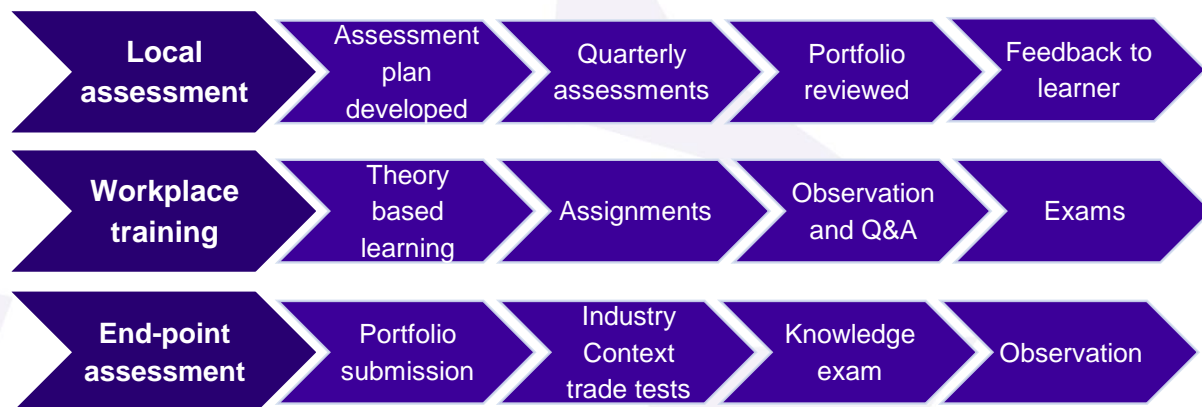 Local
assessment
Assessment
plan
developed
Quarterly
assessments
Portfolio
reviewed
Feedback to
learner
Workplace
training
Theory
based
learning
Assignments
Observation
and Q&A
Exams
End-point
assessment
Portfolio
submission
Industry
Context
trade tests
Knowledge
exam
Observation